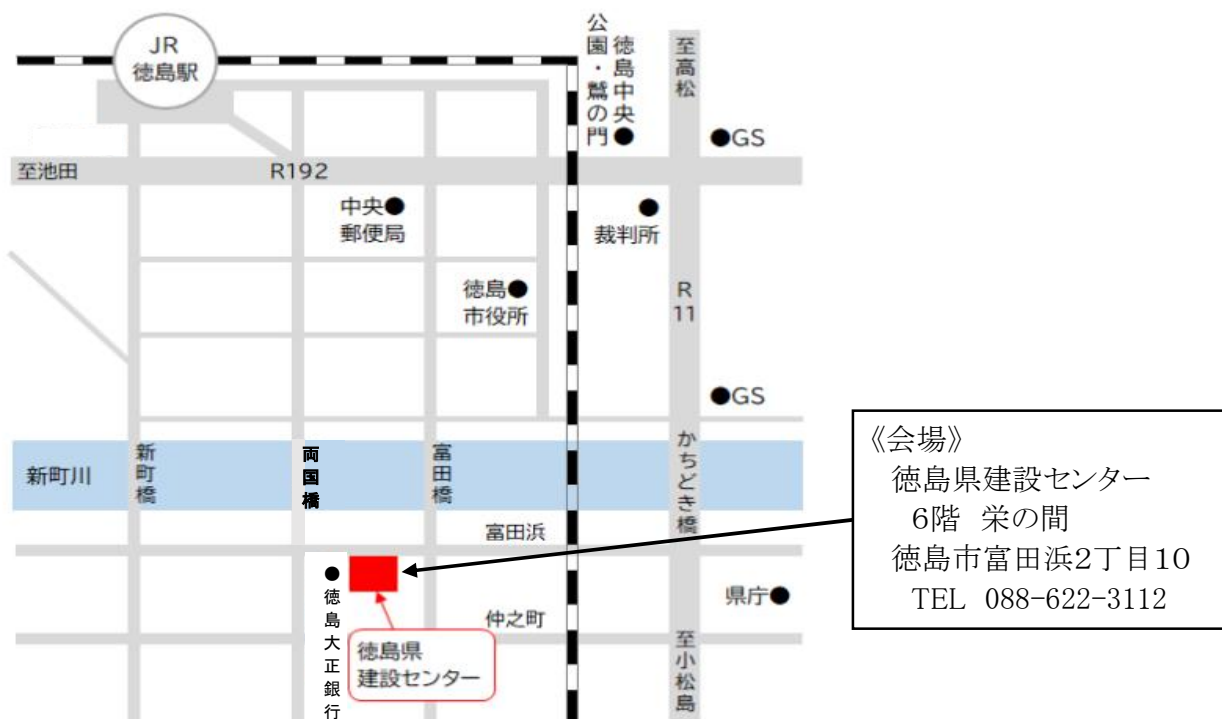 JR
徳島駅
徳島中央
公園・鷲の門●
至高松
●GS
至池田
R192
中央●
郵便局
●
裁判所
徳島●
市役所
R11
●GS
新町川
新町橋
両国橋
富田橋
かちどき橋
富田浜
●徳島大正銀行
県庁●
仲之町
徳島県
建設センター
至小松島
《会場》
徳島県建設センター
6階 栄の間
徳島市富田浜2丁目10
TEL 088-622-3112